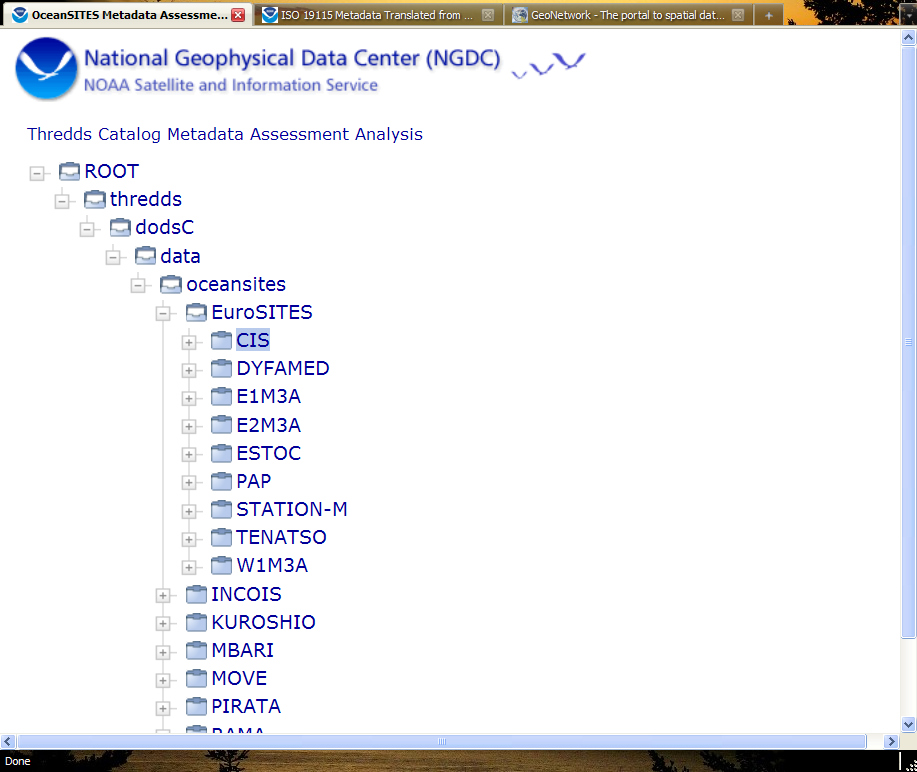 OceanSITES Metadata Assessme...
ISO 19115 Metadata Translated from ...
GeoNetwork - The portal to spatial dat...
National Geophysical Data Center (NGDC)
NOAA Satellite and Information Service
Thredds Catalog Metadata Assessment Analysis
ROOT
thredds
dodsC
data
oceansites
EuroSITES
CIS
DYFAMED
E1M3A
E2M3A
ESTOC
PAP
STATION-M
TENATSO
W1M3A
INCOIS
KUROSHIO
MBARI
MOVE
PIRATA
RAMA
Done